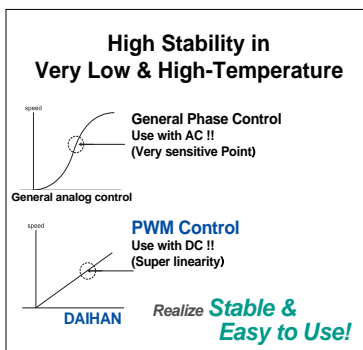 High Stability in
Very Low & High-Temperature
speed
General Phase Control
Use with AC !!
(Very sensitive Point)
General analog control
speed
PWM Control
Use with DC !!
(Super linearity)
DAIHAN
Realize Stable &
Easy to Use!